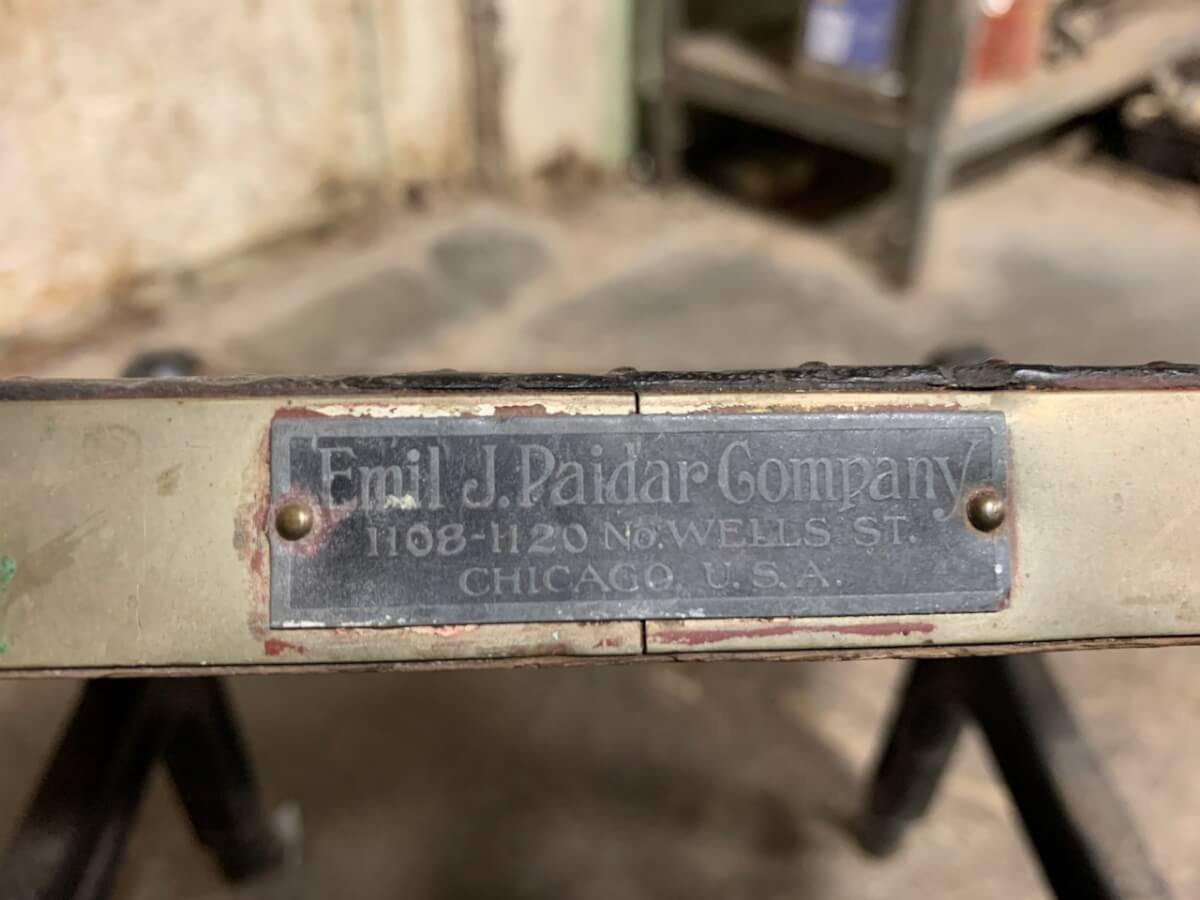 Emil J. Paidar Company
1108-1120 No. WELLS ST.
CHICAGO, U.S.A.